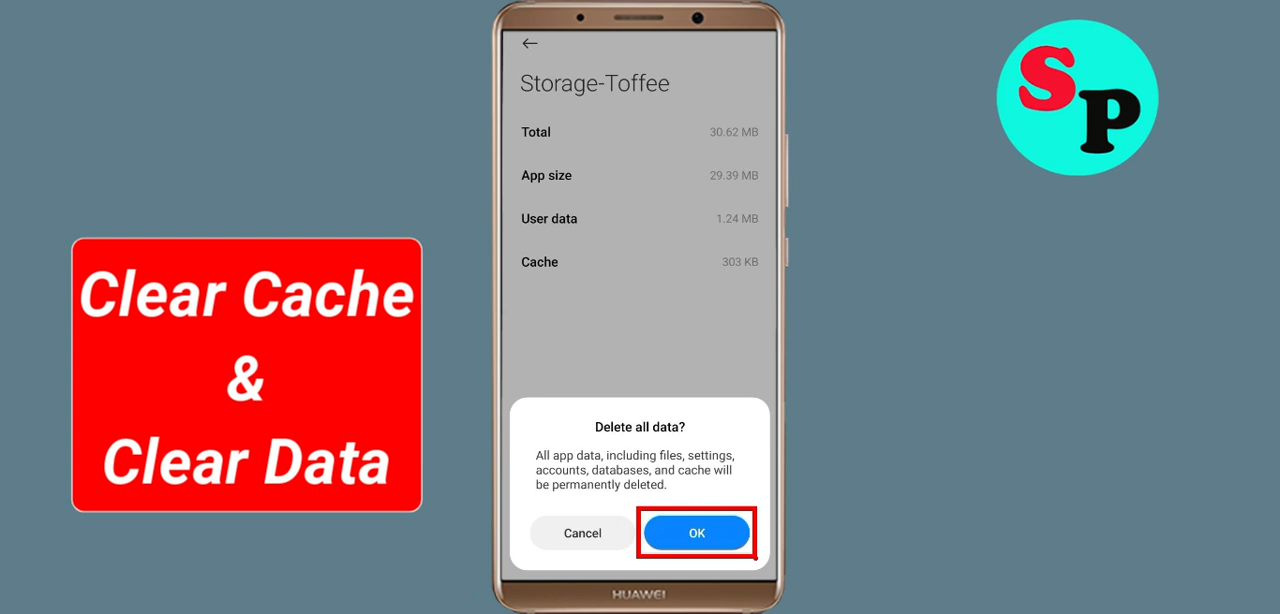 Storage-Toffee
Total 30.62 MB
App size 29.39 MB
User data 1.24 MB
Cache 303 KB
Delete all data?
All app data, including files, settings,
accounts, databases, and cache will
be permanently deleted.
Cancel OK
HUAWEI
Clear Cache
&
Clear Data
SP